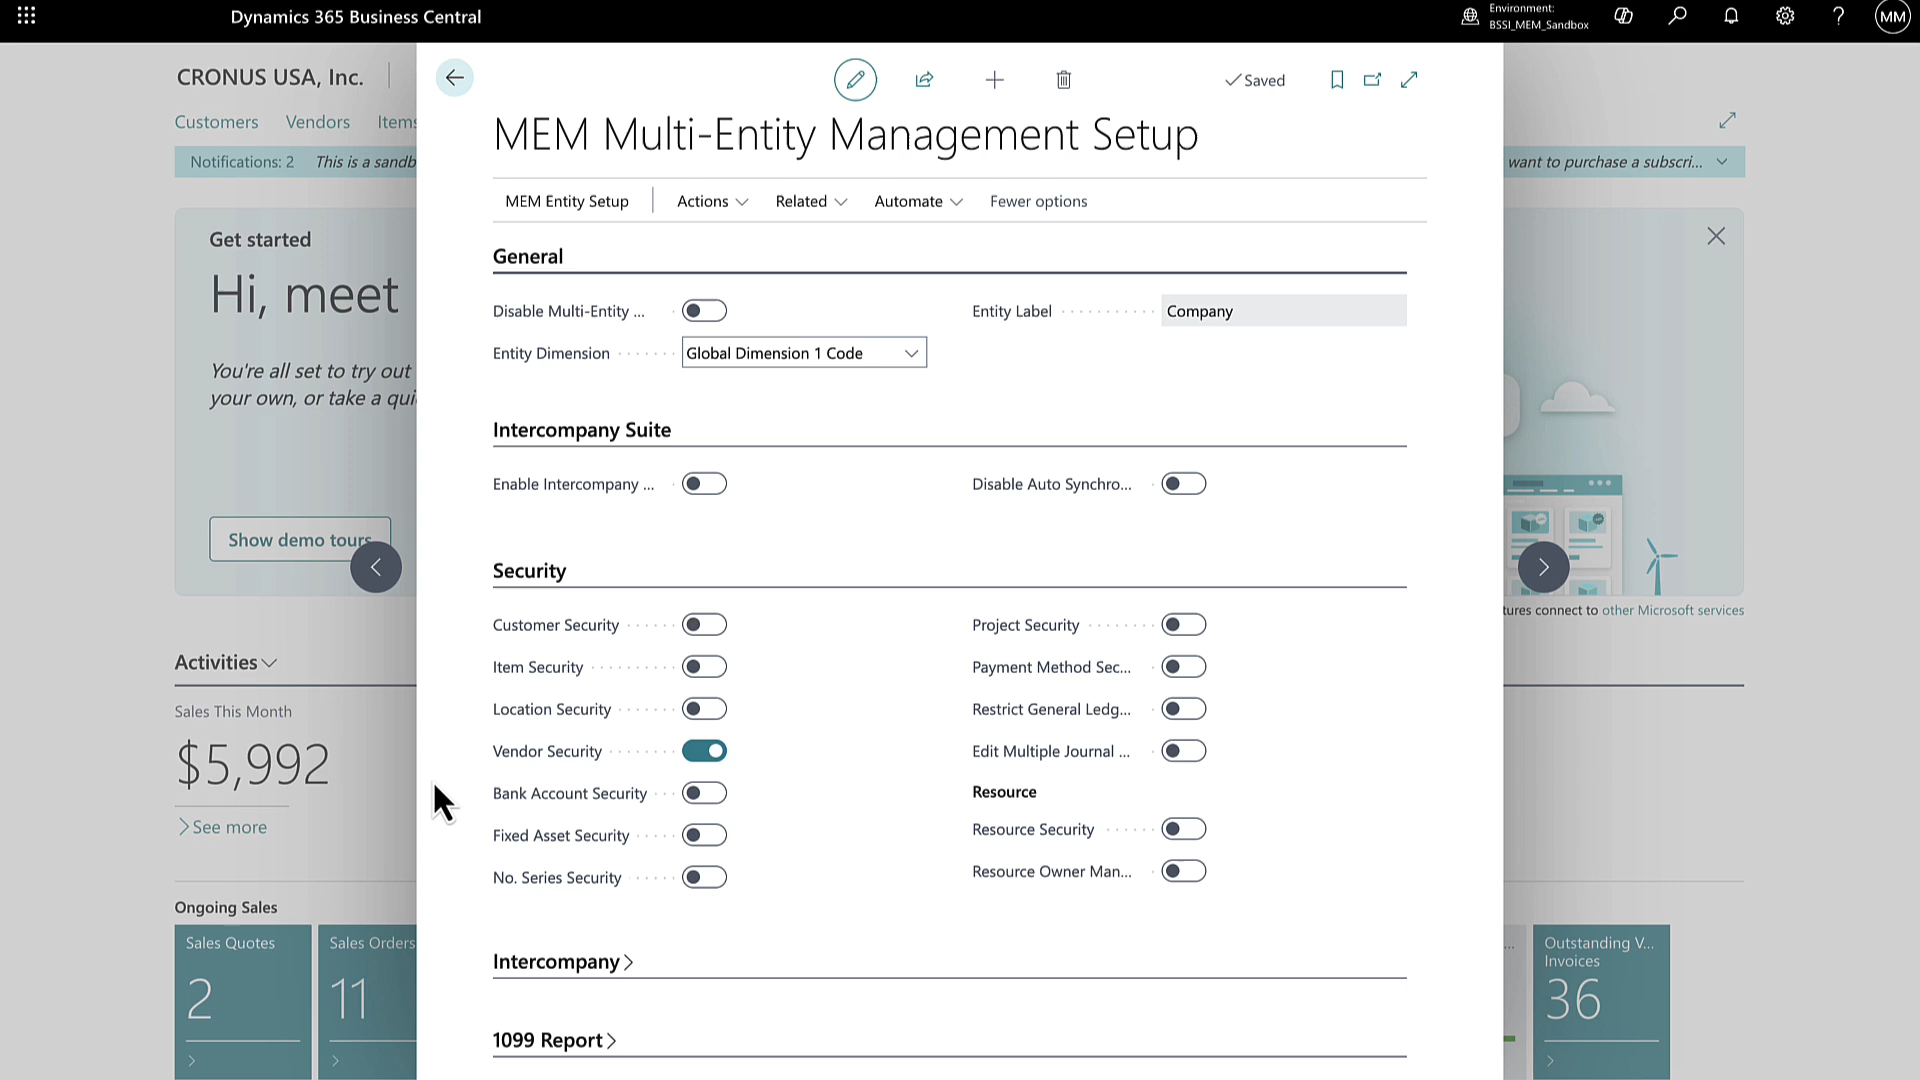 Dynamics 365 Business Central
Environment:
BSSI_MEM_Sandbox
MM
CRONUS USA, Inc.
Customers
Vendors
Items
Notifications: 2
This is a sandb
want to purchase a subscri...
Get started
Hi, meet
You're all set to try out
your own, or take a qui
Show demo tours
tures connect to other Microsoft services
Activities
Sales This Month
$5,992
See more
Ongoing Sales
Sales Quotes
2
Sales Orders
11
...
Outstanding V...
Invoices
36
Saved
MEM Multi-Entity Management Setup
MEM Entity Setup
Actions
Related
Automate
Fewer options
General
Disable Multi-Entity ...
Entity Label
Company
Entity Dimension
Global Dimension 1 Code
Intercompany Suite
Enable Intercompany ...
Disable Auto Synchro...
Security
Customer Security
Project Security
Item Security
Payment Method Sec...
Location Security
Restrict General Ledg...
Vendor Security
Edit Multiple Journal ...
Bank Account Security
Resource
Fixed Asset Security
Resource Security
No. Series Security
Resource Owner Man...
Intercompany
1099 Report